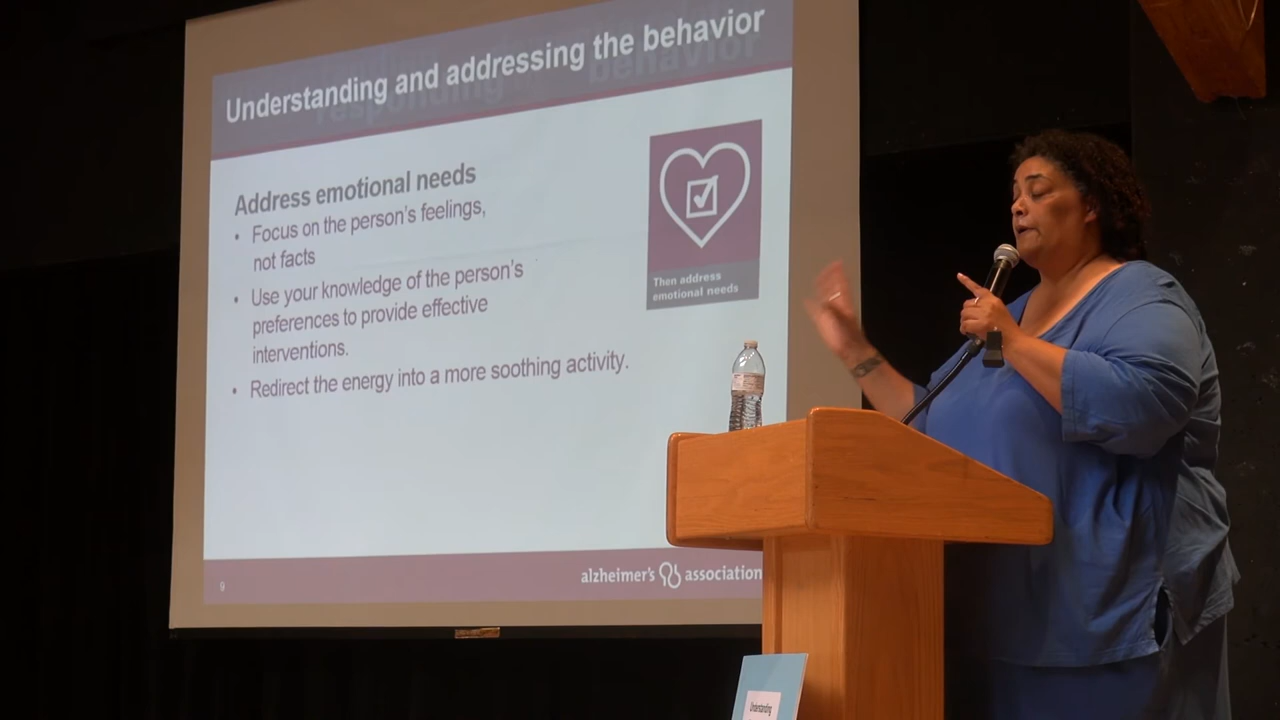 Understanding and addressing the behavior
Address emotional needs
• Focus on the person's feelings,
not facts
• Use your knowledge of the person's
preferences to provide effective
interventions.
• Redirect the energy into a more soothing activity.
Then address
emotional needs
9
alzheimer's association
Understanding